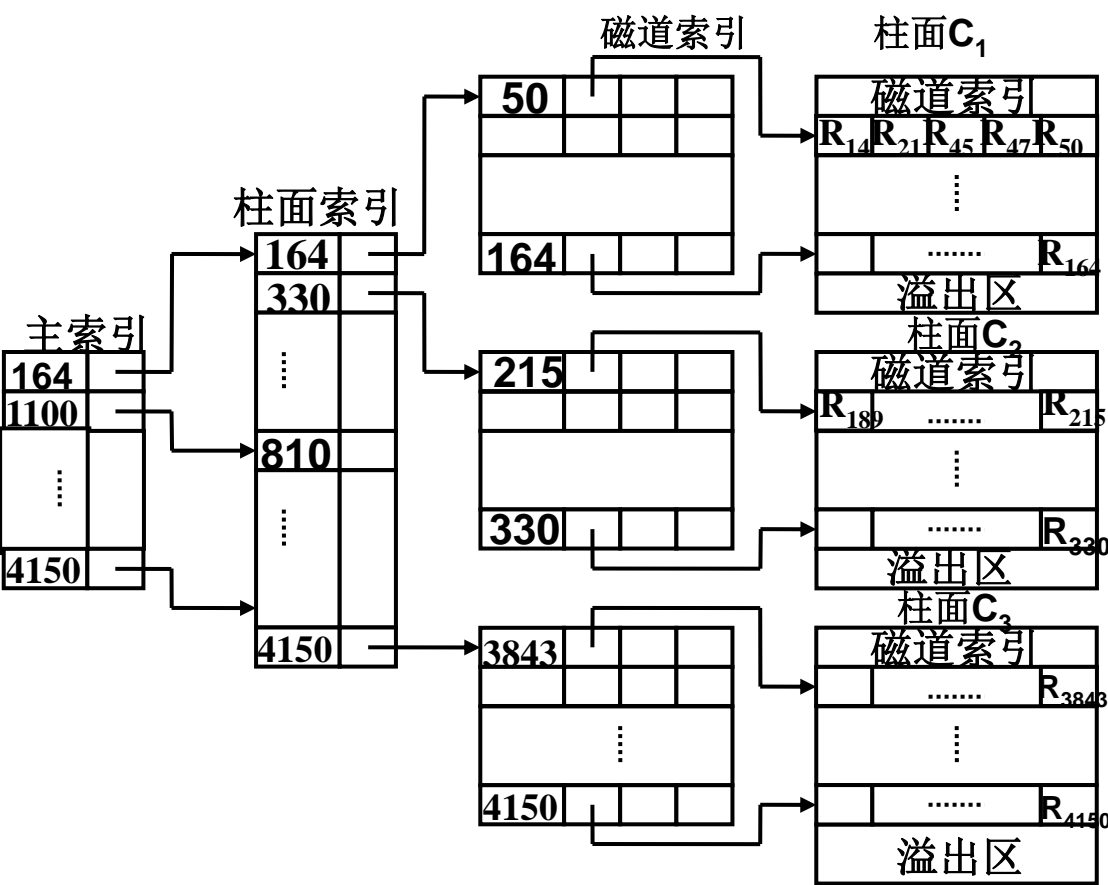 磁道索引
柱面C₁
50
164
磁道索引
R₁₄ R₂₁ R₄₅ R₄₇ R₅₀
┇
....... R₁₆₄
溢出区
柱面索引
164
330
┇
810
┇
4150
主索引
164
1100
┇
4150
215
330
柱面C₂
磁道索引
R₁₈₉ ....... R₂₁₅
┇
....... R₃₃₀
溢出区
3843
┇
4150
柱面C₃
磁道索引
....... R₃₈₄₃
┇
....... R₄₁₅₀
溢出区